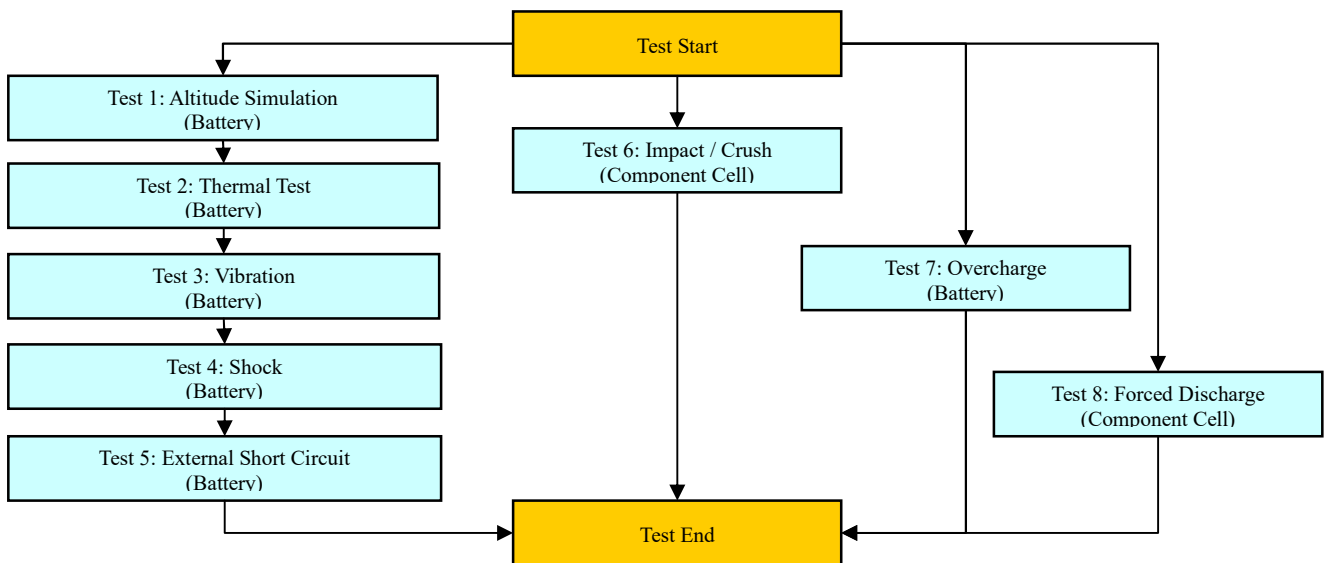 Test Start
Test 1: Altitude Simulation
(Battery)
Test 2: Thermal Test
(Battery)
Test 3: Vibration
(Battery)
Test 4: Shock
(Battery)
Test 5: External Short Circuit
(Battery)
Test 6: Impact / Crush
(Component Cell)
Test 7: Overcharge
(Battery)
Test 8: Forced Discharge
(Component Cell)
Test End